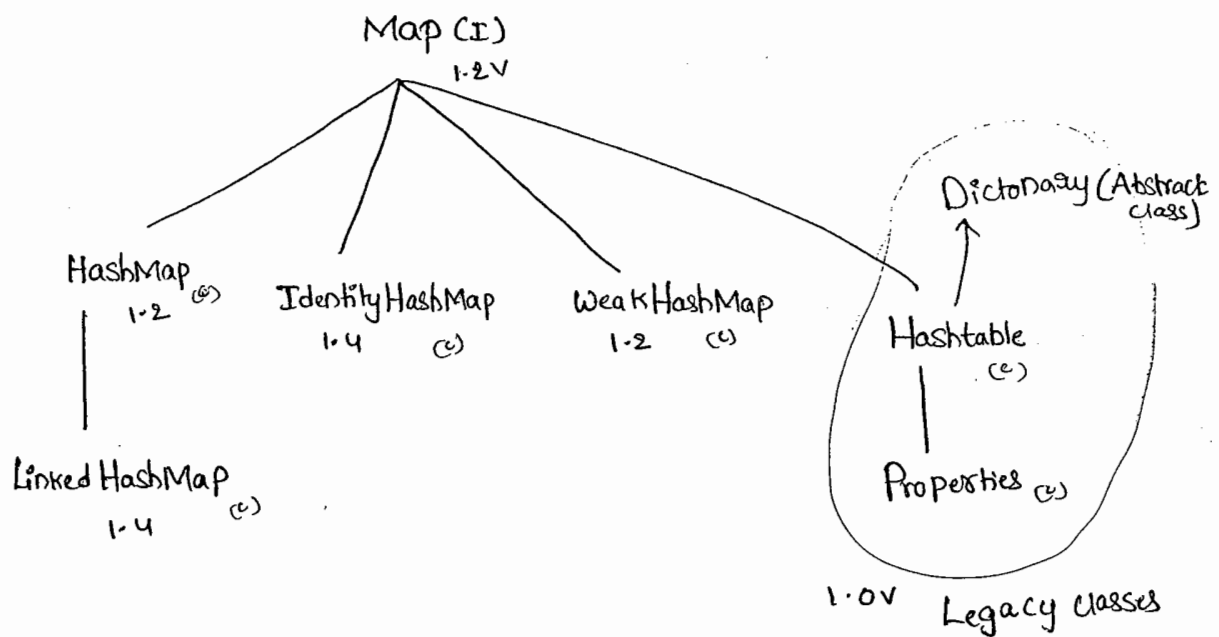 Map (I)
1.2V
Dictonary (Abstract
class)
HashMap (c)
1.2
IdentityHashMap
1.4 (c)
WeakHashMap
1.2 (c)
Hashtable
(c)
LinkedHashMap (c)
1.4
Properties (c)
1.0V
Legacy classes